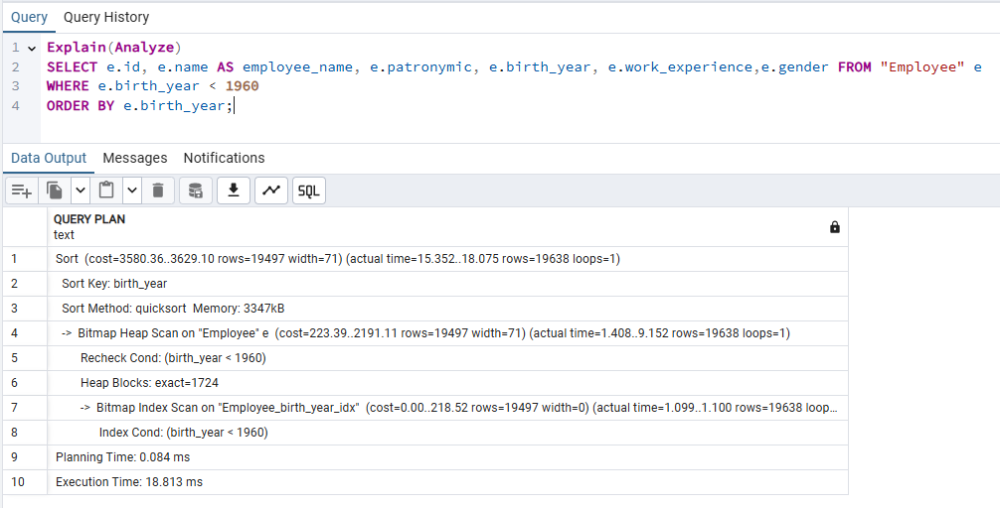 Query Query History
1 Explain(Analyze)
2 SELECT e.id, e.name AS employee_name, e.patronymic, e.birth_year, e.work_experience,e.gender FROM "Employee" e
3 WHERE e.birth_year < 1960
4 ORDER BY e.birth_year;
Data Output Messages Notifications
SQL
QUERY PLAN
text
1 Sort (cost=3580.36..3629.10 rows=19497 width=71) (actual time=15.352..18.075 rows=19638 loops=1)
2 Sort Key: birth_year
3 Sort Method: quicksort Memory: 3347kB
4 -> Bitmap Heap Scan on "Employee" e (cost=223.39..2191.11 rows=19497 width=71) (actual time=1.408..9.152 rows=19638 loops=1)
5 Recheck Cond: (birth_year < 1960)
6 Heap Blocks: exact=1724
7 -> Bitmap Index Scan on "Employee_birth_year_idx" (cost=0.00..218.52 rows=19497 width=0) (actual time=1.099..1.100 rows=19638 loop...
8 Index Cond: (birth_year < 1960)
9 Planning Time: 0.084 ms
10 Execution Time: 18.813 ms